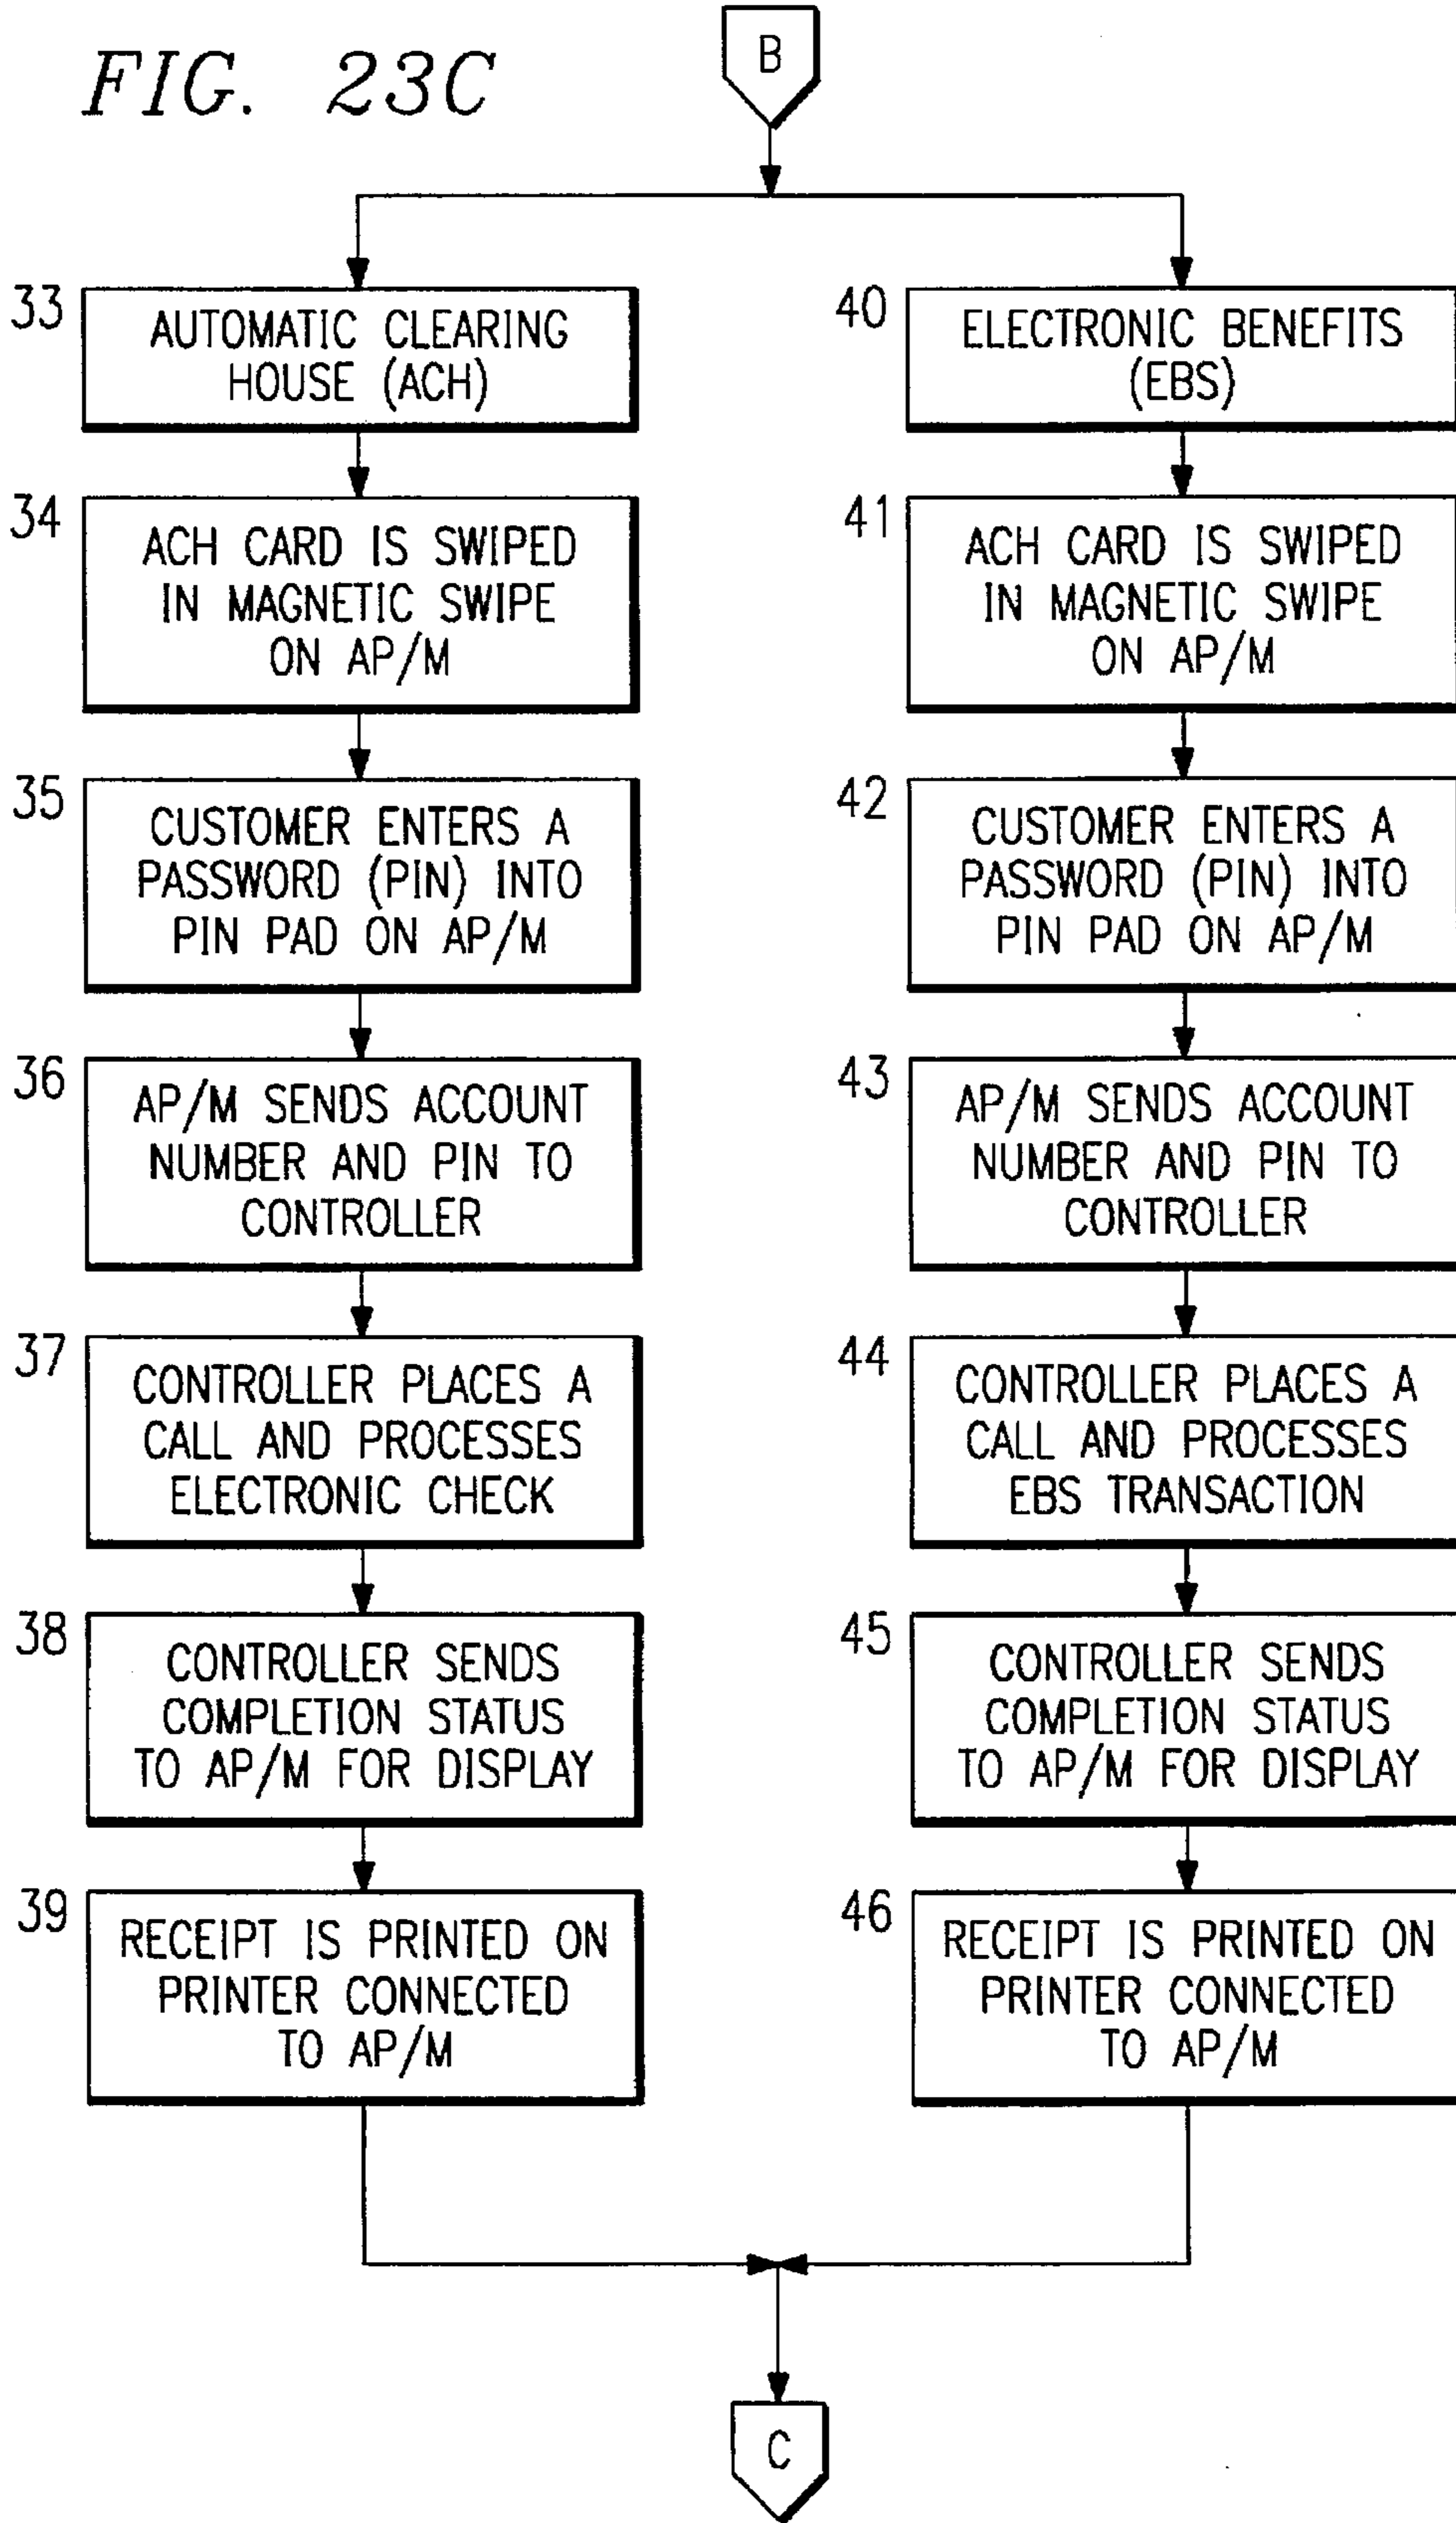 FIG. 23C
B
33
AUTOMATIC CLEARING
HOUSE (ACH)
34
ACH CARD IS SWIPED
IN MAGNETIC SWIPE
ON AP/M
35
CUSTOMER ENTERS A
PASSWORD (PIN) INTO
PIN PAD ON AP/M
36
AP/M SENDS ACCOUNT
NUMBER AND PIN TO
CONTROLLER
37
CONTROLLER PLACES A
CALL AND PROCESSES
ELECTRONIC CHECK
38
CONTROLLER SENDS
COMPLETION STATUS
TO AP/M FOR DISPLAY
39
RECEIPT IS PRINTED ON
PRINTER CONNECTED
TO AP/M
40
ELECTRONIC BENEFITS
(EBS)
41
ACH CARD IS SWIPED
IN MAGNETIC SWIPE
ON AP/M
42
CUSTOMER ENTERS A
PASSWORD (PIN) INTO
PIN PAD ON AP/M
43
AP/M SENDS ACCOUNT
NUMBER AND PIN TO
CONTROLLER
44
CONTROLLER PLACES A
CALL AND PROCESSES
EBS TRANSACTION
45
CONTROLLER SENDS
COMPLETION STATUS
TO AP/M FOR DISPLAY
46
RECEIPT IS PRINTED ON
PRINTER CONNECTED
TO AP/M
C